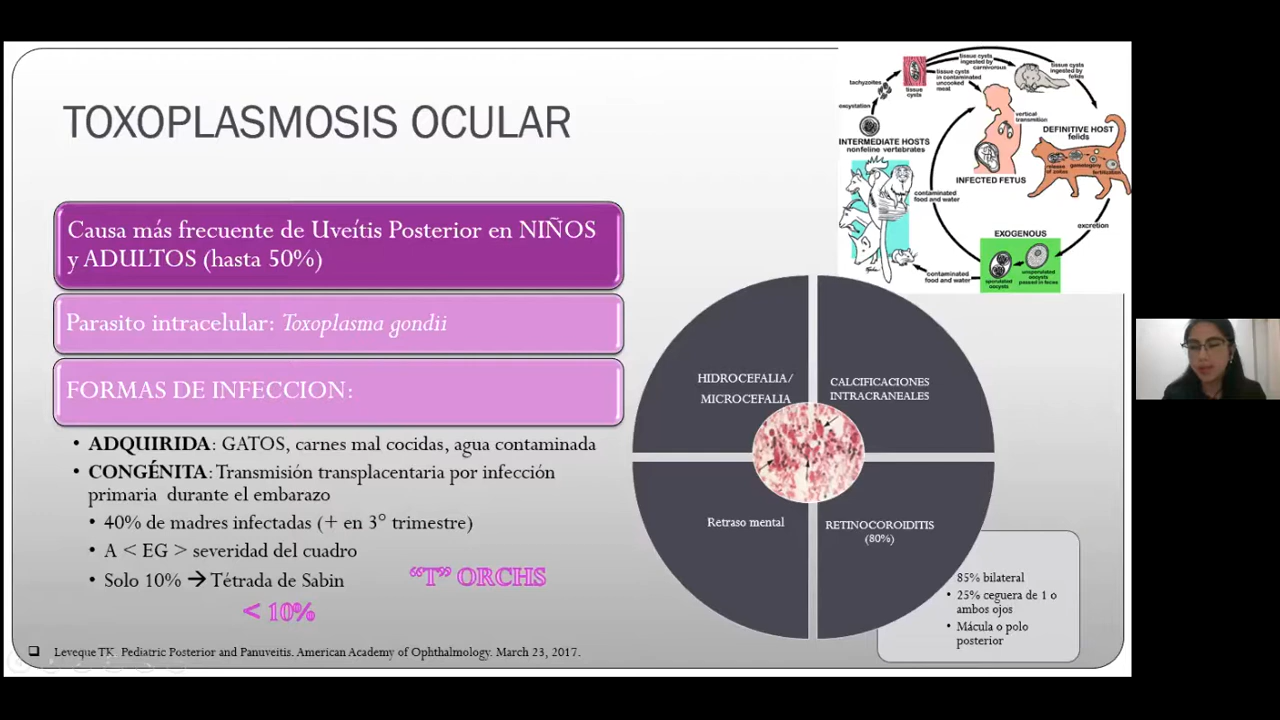 TOXOPLASMOSIS OCULAR
Causa más frecuente de Uveítis Posterior en NIÑOS
y ADULTOS (hasta 50%)
Parasito intracelular: Toxoplasma gondii
FORMAS DE INFECCION:
• ADQUIRIDA: GATOS, carnes mal cocidas, agua contaminada
• CONGÉNITA: Transmisión transplacentaria por infección
primaria durante el embarazo
• 40% de madres infectadas (+ en 3° trimestre)
• A < EG > severidad del cuadro
• Solo 10% → Tétrada de Sabin
"T" ORCHS
< 10%
Leveque TK Pediatric Posterior and Panuveitis. American Academy of Ophthalmology. March 23, 2017.
tissue cysts
ingested by
carnivorous
tissue cysts
ingested by
felids
tissue cysts
in contaminated
uncooked
meat
tachyzoites
tissue
cysts
excystation
vertical
INTERMEDIATE HOSTS
nonfeline vertebrates
DEFINITIVE HOST
felids
INFECTED FETUS
contaminated
food and water
excretion
EXOGENOUS
contaminated
food and water
sporulated
oocysts
unsporulated
oocysts
passed in feces
HIDROCEFALIA/
MICROCEFALIA
CALCIFICACIONES
INTRACRANEALES
Retraso mental
RETINOCOROIDITIS
(80%)
85% bilateral
• 25% ceguera de 1 o
ambos ojos
• Mácula o polo
posterior